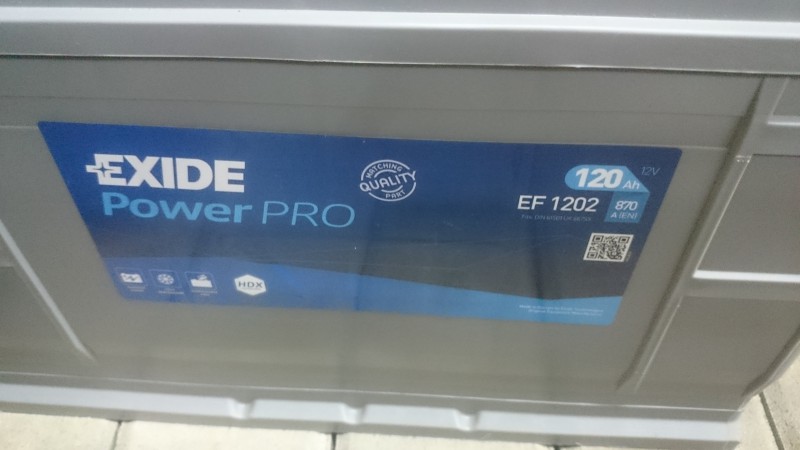 EXIDE
Power PRO
MATCHING
QUALITY
PART
120 Ah
12V
EF 1202
870
A (EN)
HDX